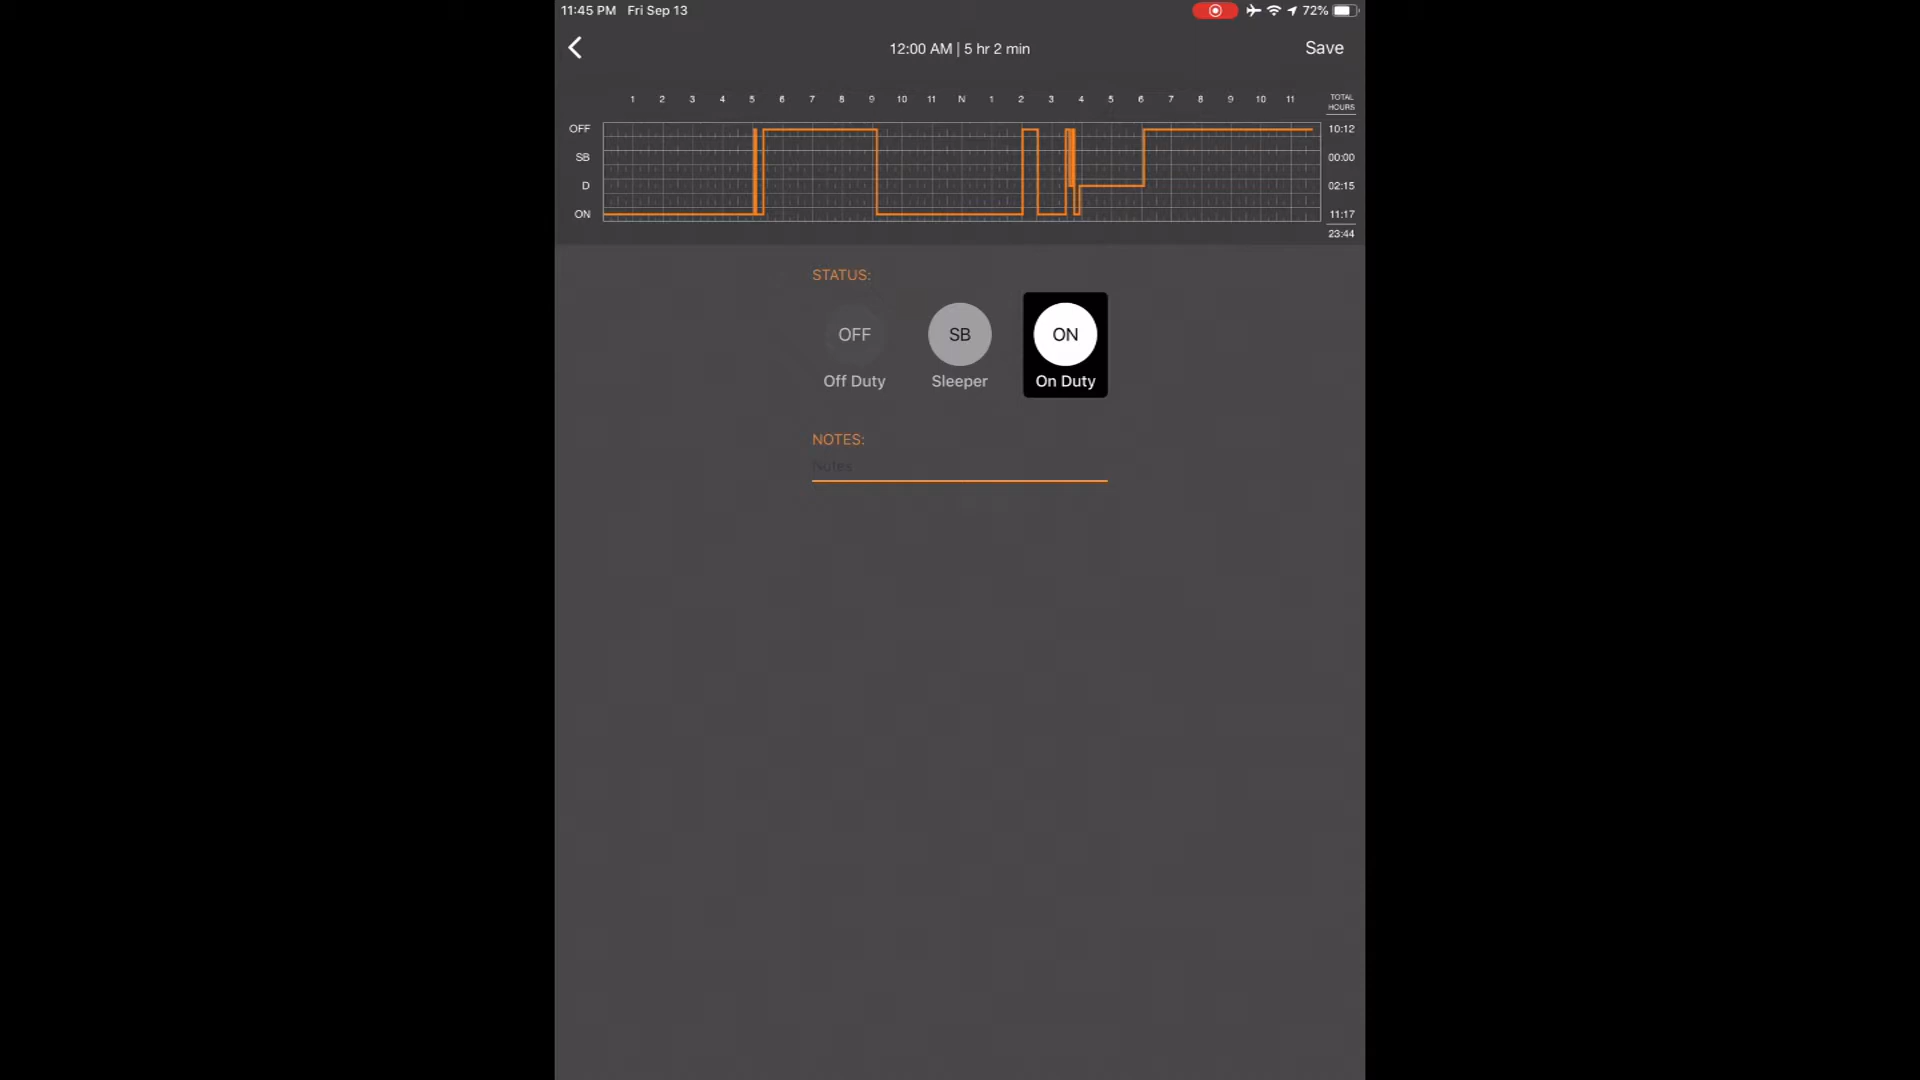 11:45 PM Fri Sep 13 72%
12:00 AM | 5 hr 2 min Save
1 2 3 4 5 6 7 8 9 10 11 N 1 2 3 4 5 6 7 8 9 10 11 TOTAL HOURS
OFF 10:12
SB 00:00
D 02:15
ON 11:17
23:44
STATUS:
OFF SB ON
Off Duty Sleeper On Duty
NOTES:
Notes